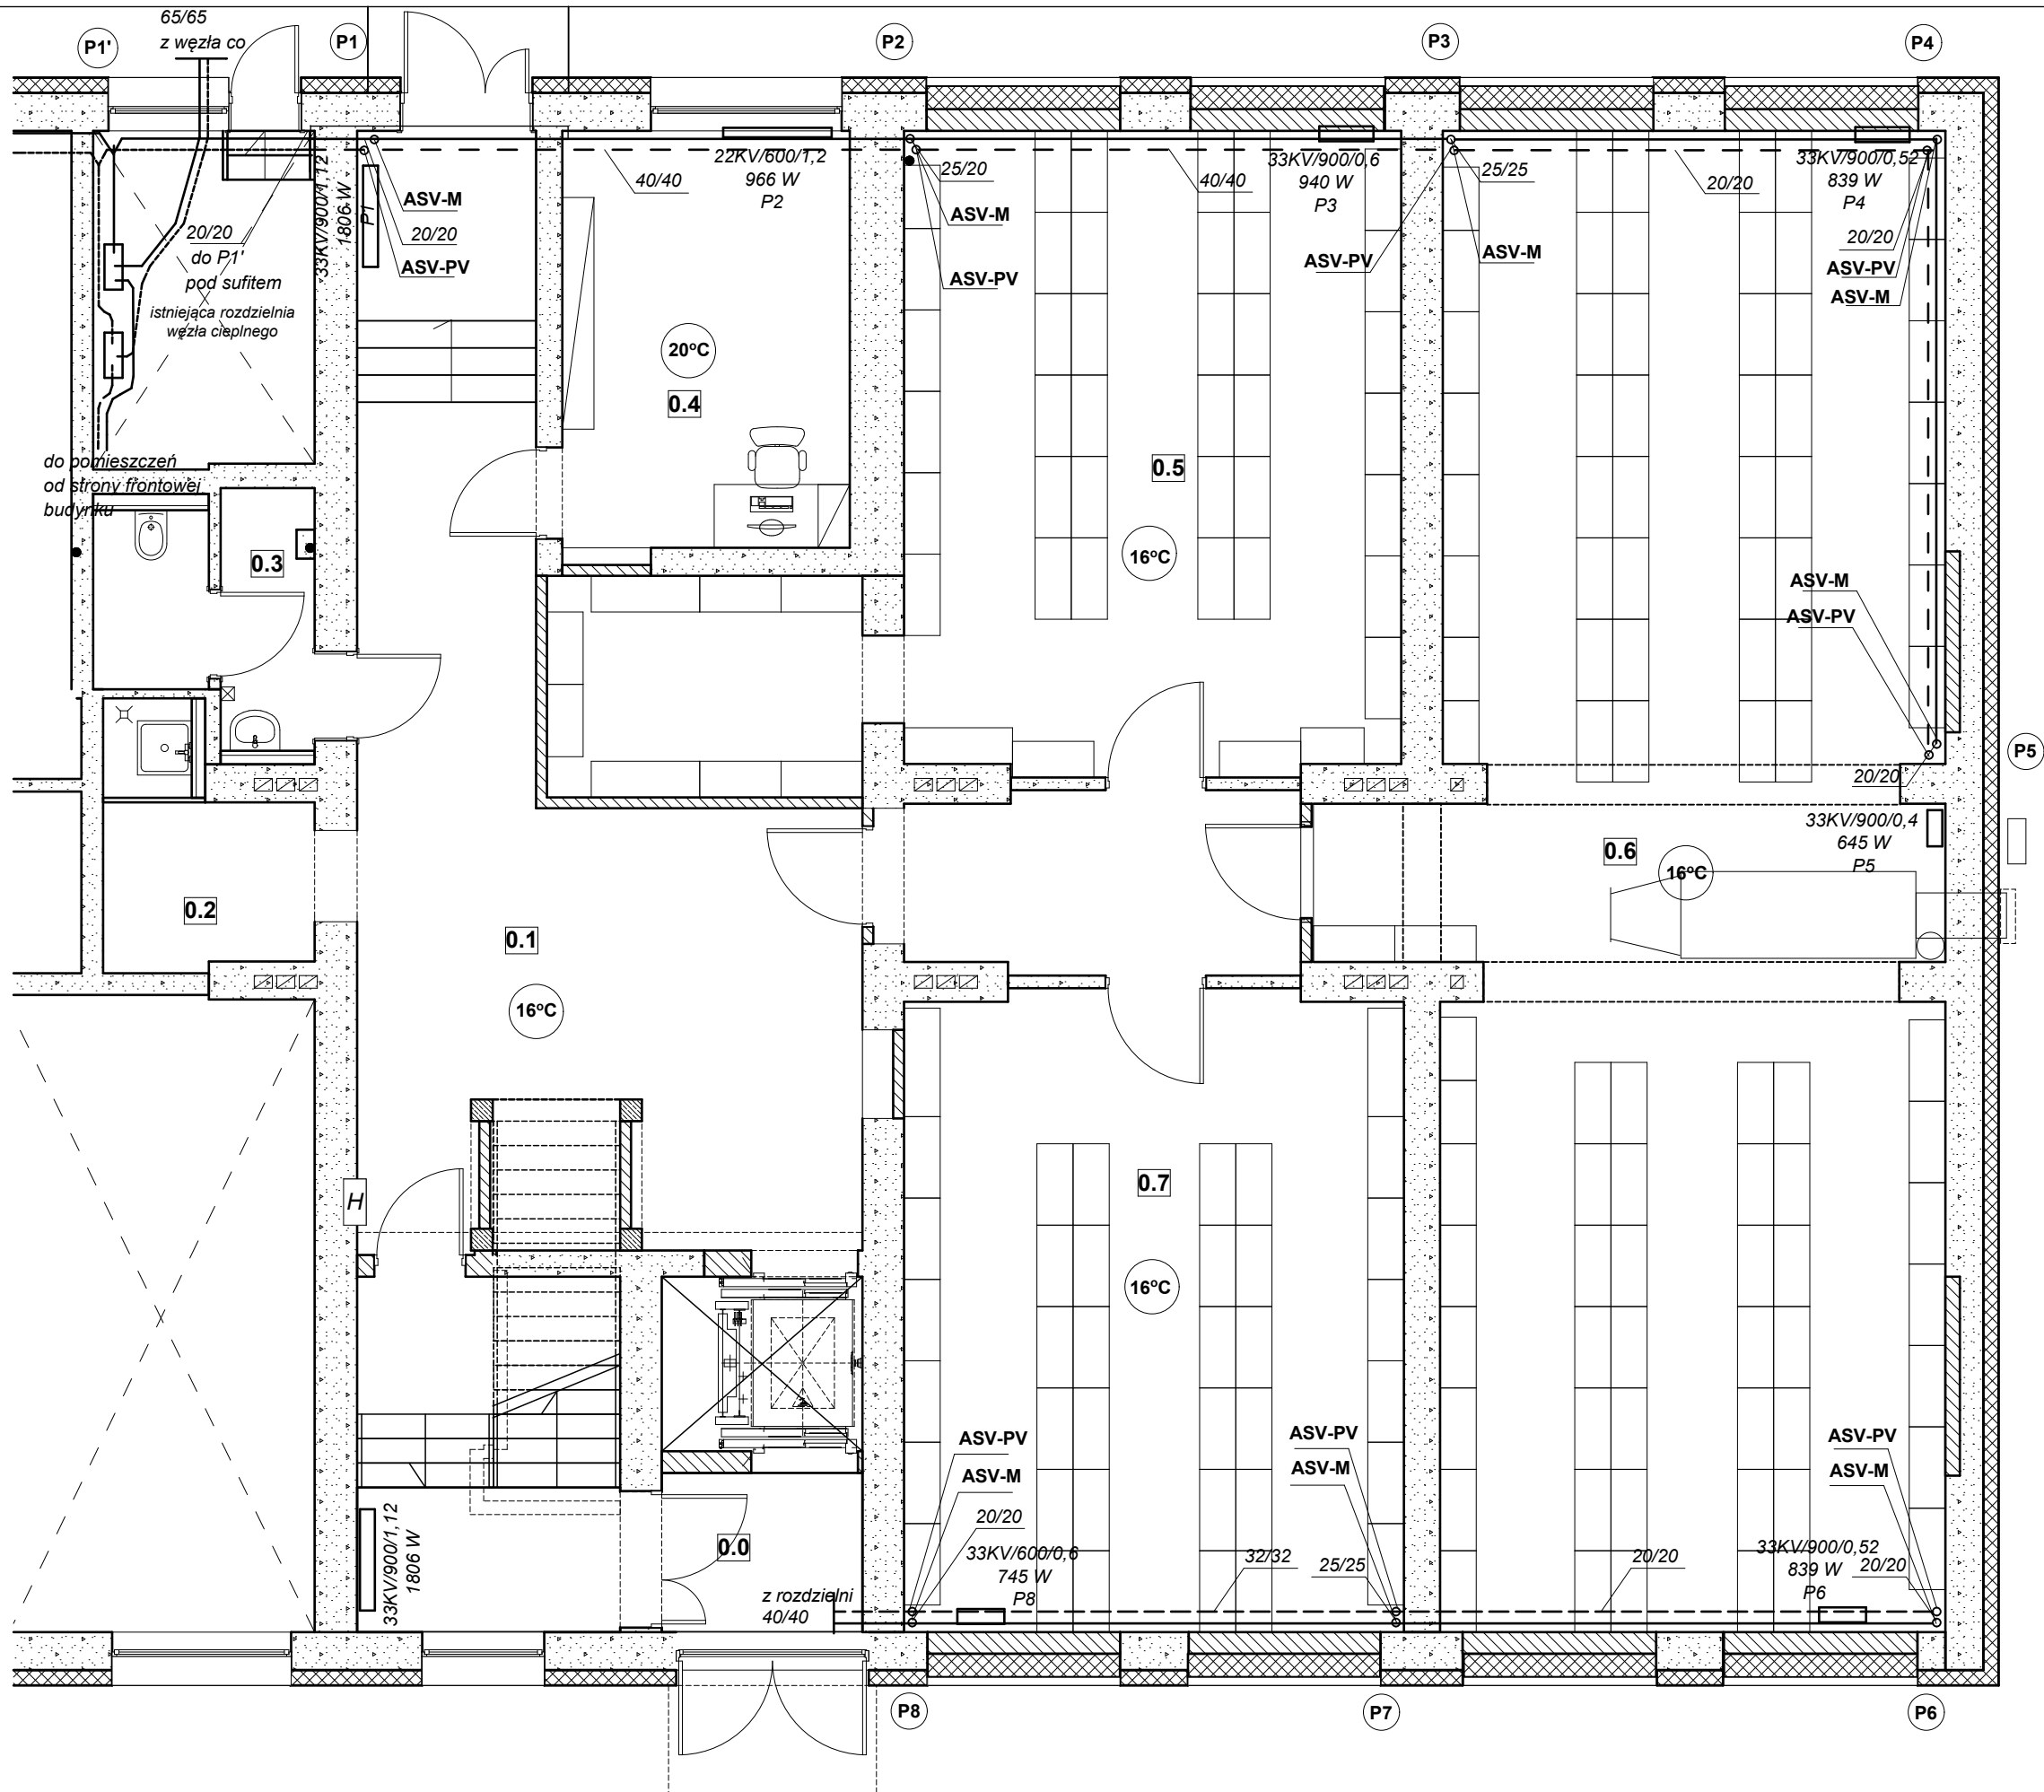 65/65
z węzła co
P1'
P1
P2
P3
P4
33KV/900/1,12
1806 W
P1
ASV-M
20/20
ASV-PV
40/40
22KV/600/1,2
966 W
P2
25/20
ASV-M
ASV-PV
40/40
33KV/900/0,6
940 W
P3
ASV-PV
25/25
ASV-M
20/20
33KV/900/0,52
839 W
P4
20/20
ASV-PV
ASV-M
20/20
do P1'
pod sufitem
istniejąca rozdzielnia
węzła cieplnego
20°C
0.4
do pomieszczeń
od strony frontowej
budynku
0.3
0.5
16°C
ASV-M
ASV-PV
20/20
P5
33KV/900/0,4
645 W
P5
0.6
16°C
0.2
0.1
16°C
H
0.7
16°C
33KV/900/1,12
1806 W
0.0
z rozdzielni
40/40
ASV-PV
ASV-M
20/20
33KV/600/0,6
745 W
P8
32/32
ASV-PV
ASV-M
25/25
20/20
ASV-PV
ASV-M
33KV/900/0,52
839 W
P6
20/20
P8
P7
P6